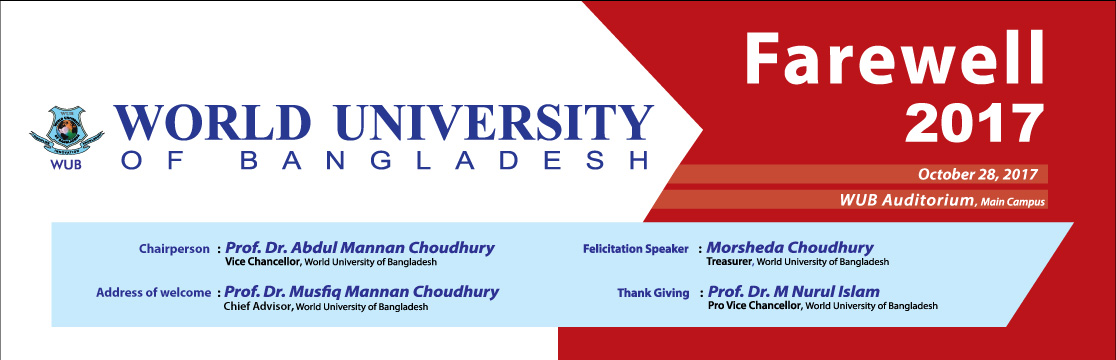 WORLD UNIVERSITY
OF BANGLADESH
WUB
Farewell
2017
October 28, 2017
WUB Auditorium, Main Campus
Chairperson : Prof. Dr. Abdul Mannan Choudhury
Vice Chancellor, World University of Bangladesh
Address of welcome : Prof. Dr. Musfiq Mannan Choudhury
Chief Advisor, World University of Bangladesh
Felicitation Speaker : Morsheda Choudhury
Treasurer, World University of Bangladesh
Thank Giving : Prof. Dr. M Nurul Islam
Pro Vice Chancellor, World University of Bangladesh